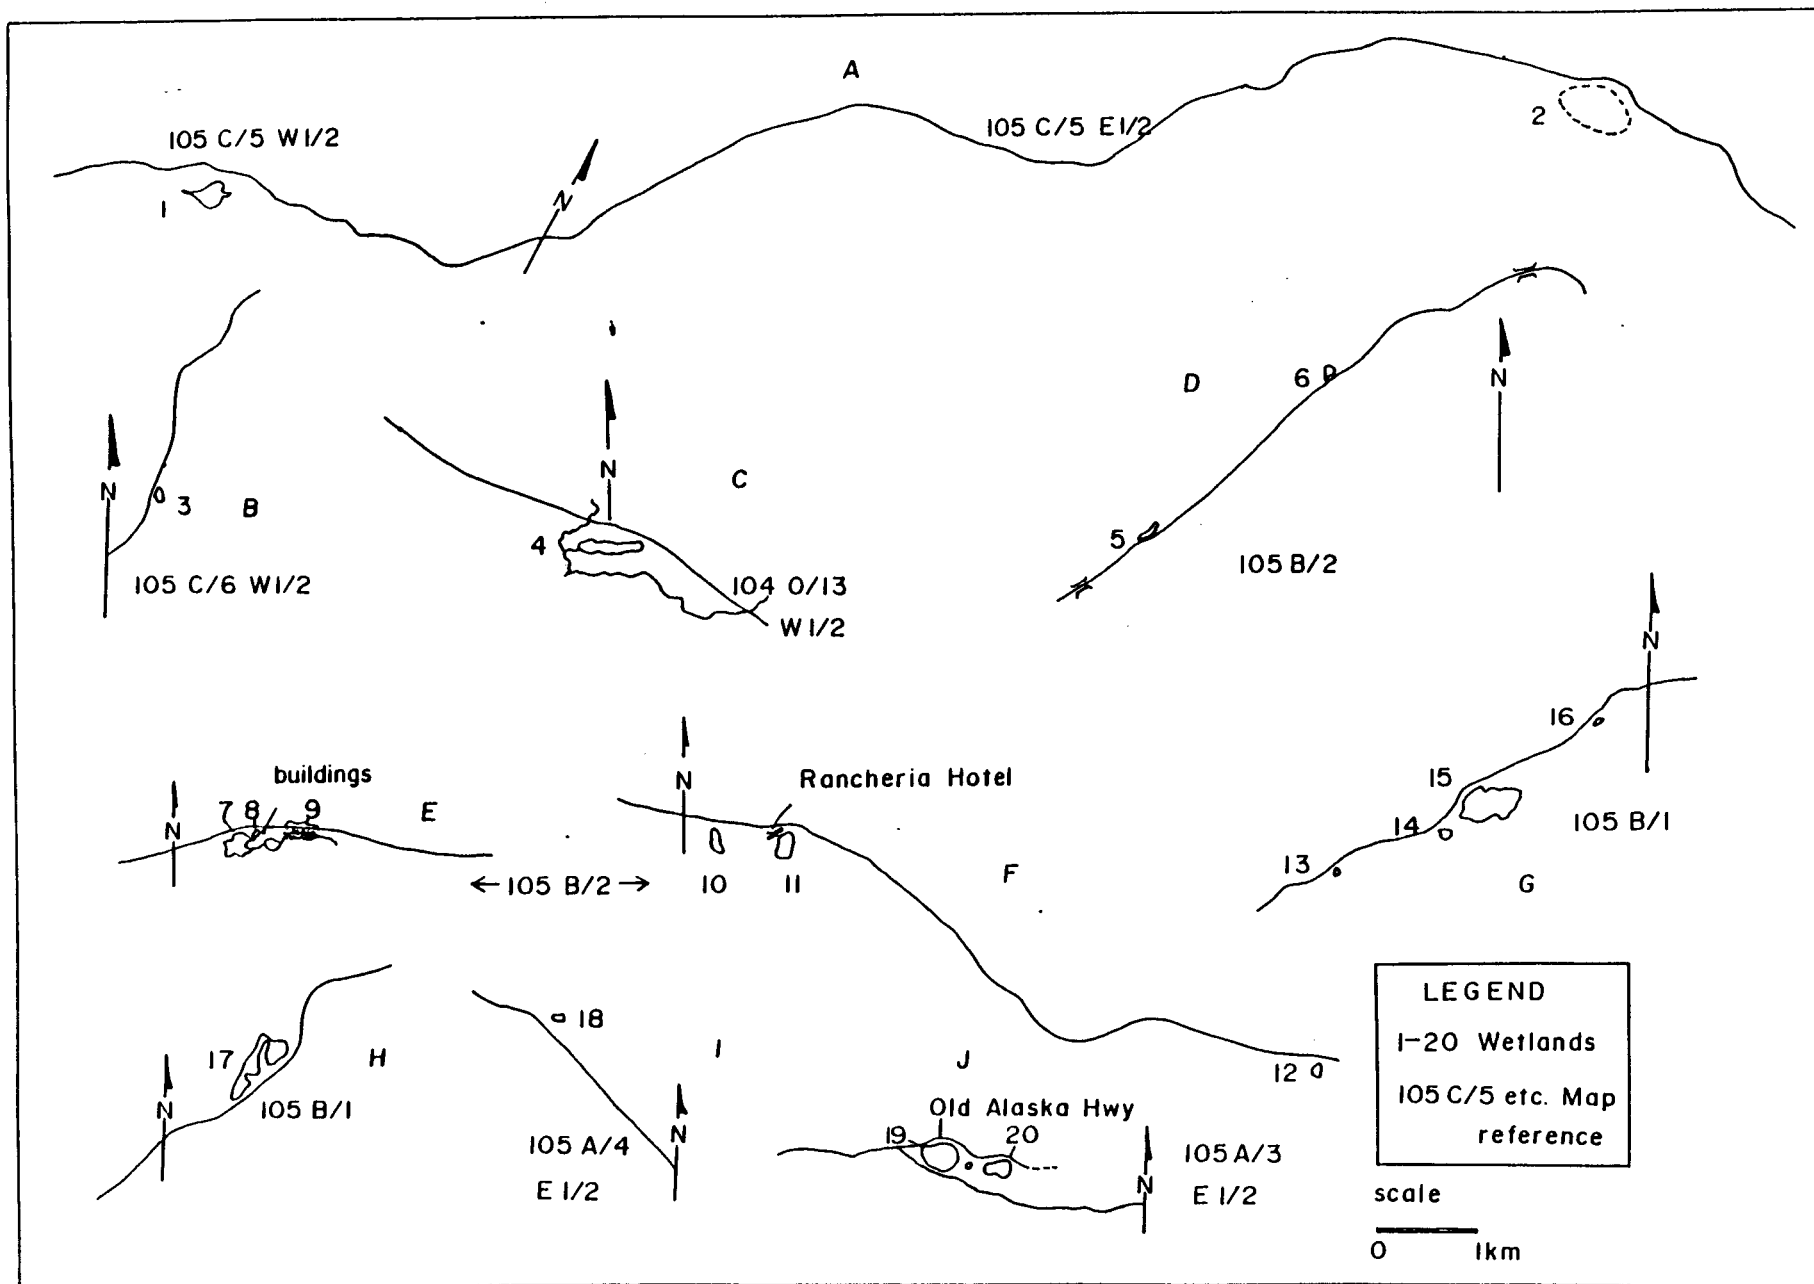 A
105 C/5 W1/2
105 C/5 E1/2
2
1
N
D
6
N
N
C
N
3
B
4
5
105 B/2
105 C/6 W1/2
104 O/13
W1/2
N
16
buildings
Rancheria Hotel
15
7 8 9
E
N
N
14
105 B/1
13
← 105 B/2 →
10
11
F
G
LEGEND
1-20 Wetlands
105 C/5 etc. Map
reference
18
17
H
I
J
12
N
105 B/1
Old Alaska Hwy
19
20
105 A/4
E 1/2
N
105 A/3
E 1/2
N
scale
0 1km